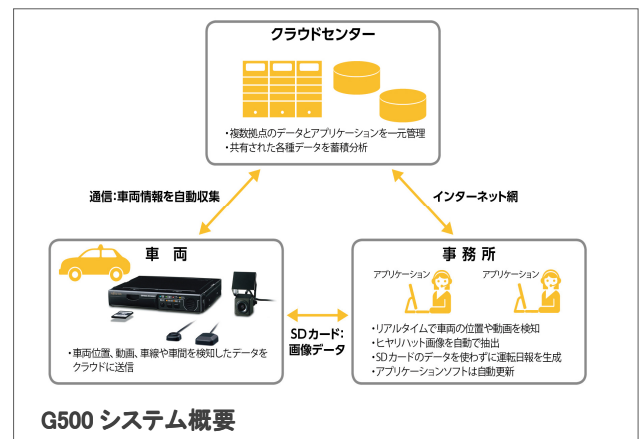 クラウドセンター
・複数拠点のデータとアプリケーションを一元管理
・共有された各種データを蓄積分析
通信：車両情報を自動収集
インターネット網
車 両
・車両位置、動画、車線や車間を検知したデータを
クラウドに送信
SDカード：
画像データ
事 務 所
アプリケーション
アプリケーション
・リアルタイムで車両の位置や動画を検知
・ヒヤリハット画像を自動で抽出
・SDカードのデータを使わずに運転日報を生成
・アプリケーションソフトは自動更新
G500 システム概要